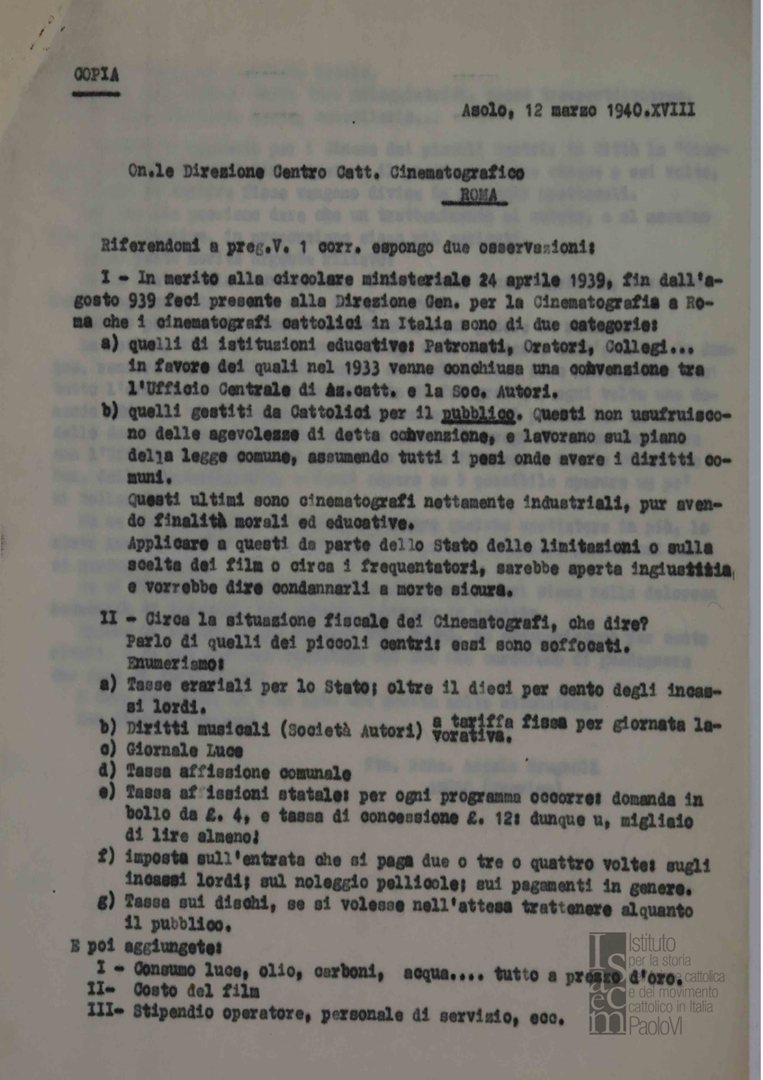 COPIA
Asolo, 12 marzo 1940.XVIII
On.le Direzione Centro Catt. Cinematografico
ROMA
Riferendomi a preg.V. 1 corr. espongo due osservazioni:
I - In merito alla circolare ministeriale 24 aprile 1939, fin dall'a-
gosto 939 feci presente alla Direzione Gen. per la Cinematografia a Ro-
ma che i cinematografi cattolici in Italia sono di due categorie:
a) quelli di istituzioni educative: Patronati, Oratori, Collegi...
in favore dei quali nel 1933 venne conchiusa una convenzione tra
l'Ufficio Centrale di Az.catt. e la Soc. Autori.
b) quelli gestiti da Cattolici per il pubblico. Questi non usufruisco-
no delle agevolezze di detta convenzione, e lavorano sul piano
della legge comune, assumendo tutti i pesi onde avere i diritti co-
muni.
Questi ultimi sono cinematografi nettamente industriali, pur aven-
do finalità morali ed educative.
Applicare a questi da parte dello Stato delle limitazioni o sulla
scelta dei film o circa i frequentatori, sarebbe aperta ingiustizia
e vorrebbe dire condannarli a morte sicura.
II - Circa la situazione fiscale dei Cinematografi, che dire?
Parlo di quelli dei piccoli centri: essi sono soffocati.
Enumeriamo:
a) Tasse erariali per lo Stato; oltre il dieci per cento degli incas-
si lordi.
b) Diritti musicali (Società Autori) a tariffa fissa per giornata la-
vorativa.
c) Giornale Luce
d) Tassa affissione comunale
e) Tassa affissioni statale: per ogni programma occorre: domanda in
bollo da £. 4, e tassa di concessione £. 12: dunque u, migliaio
di lire almeno;
f) imposta sull'entrata che si paga due o tre o quattro volte: sugli
incassi lordi; sul noleggio pellicole; sui pagamenti in genere.
g) Tassa sui dischi, se si volesse nell'attesa trattenere alquanto
il pubblico.
E poi aggiungete:
I - Consumo luce, olio, carboni, acqua.... tutto a prezzo d'oro.
II- Costo del film
III- Stipendio operatore, personale di servizio, ecc.
Isacem
Istituto
per la storia
cattolica
e del movimento
cattolico in Italia
PaoloVI